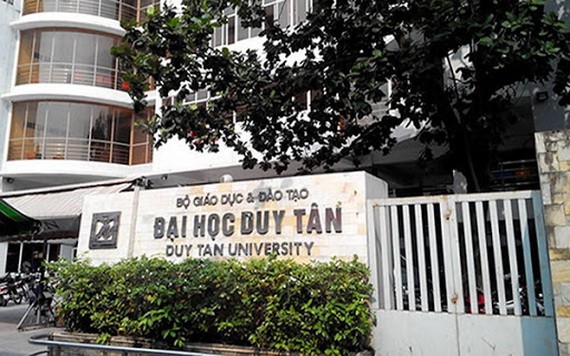 BỘ GIÁO DỤC & ĐÀO TẠO
ĐẠI HỌC DUY TÂN
DUY TAN UNIVERSITY